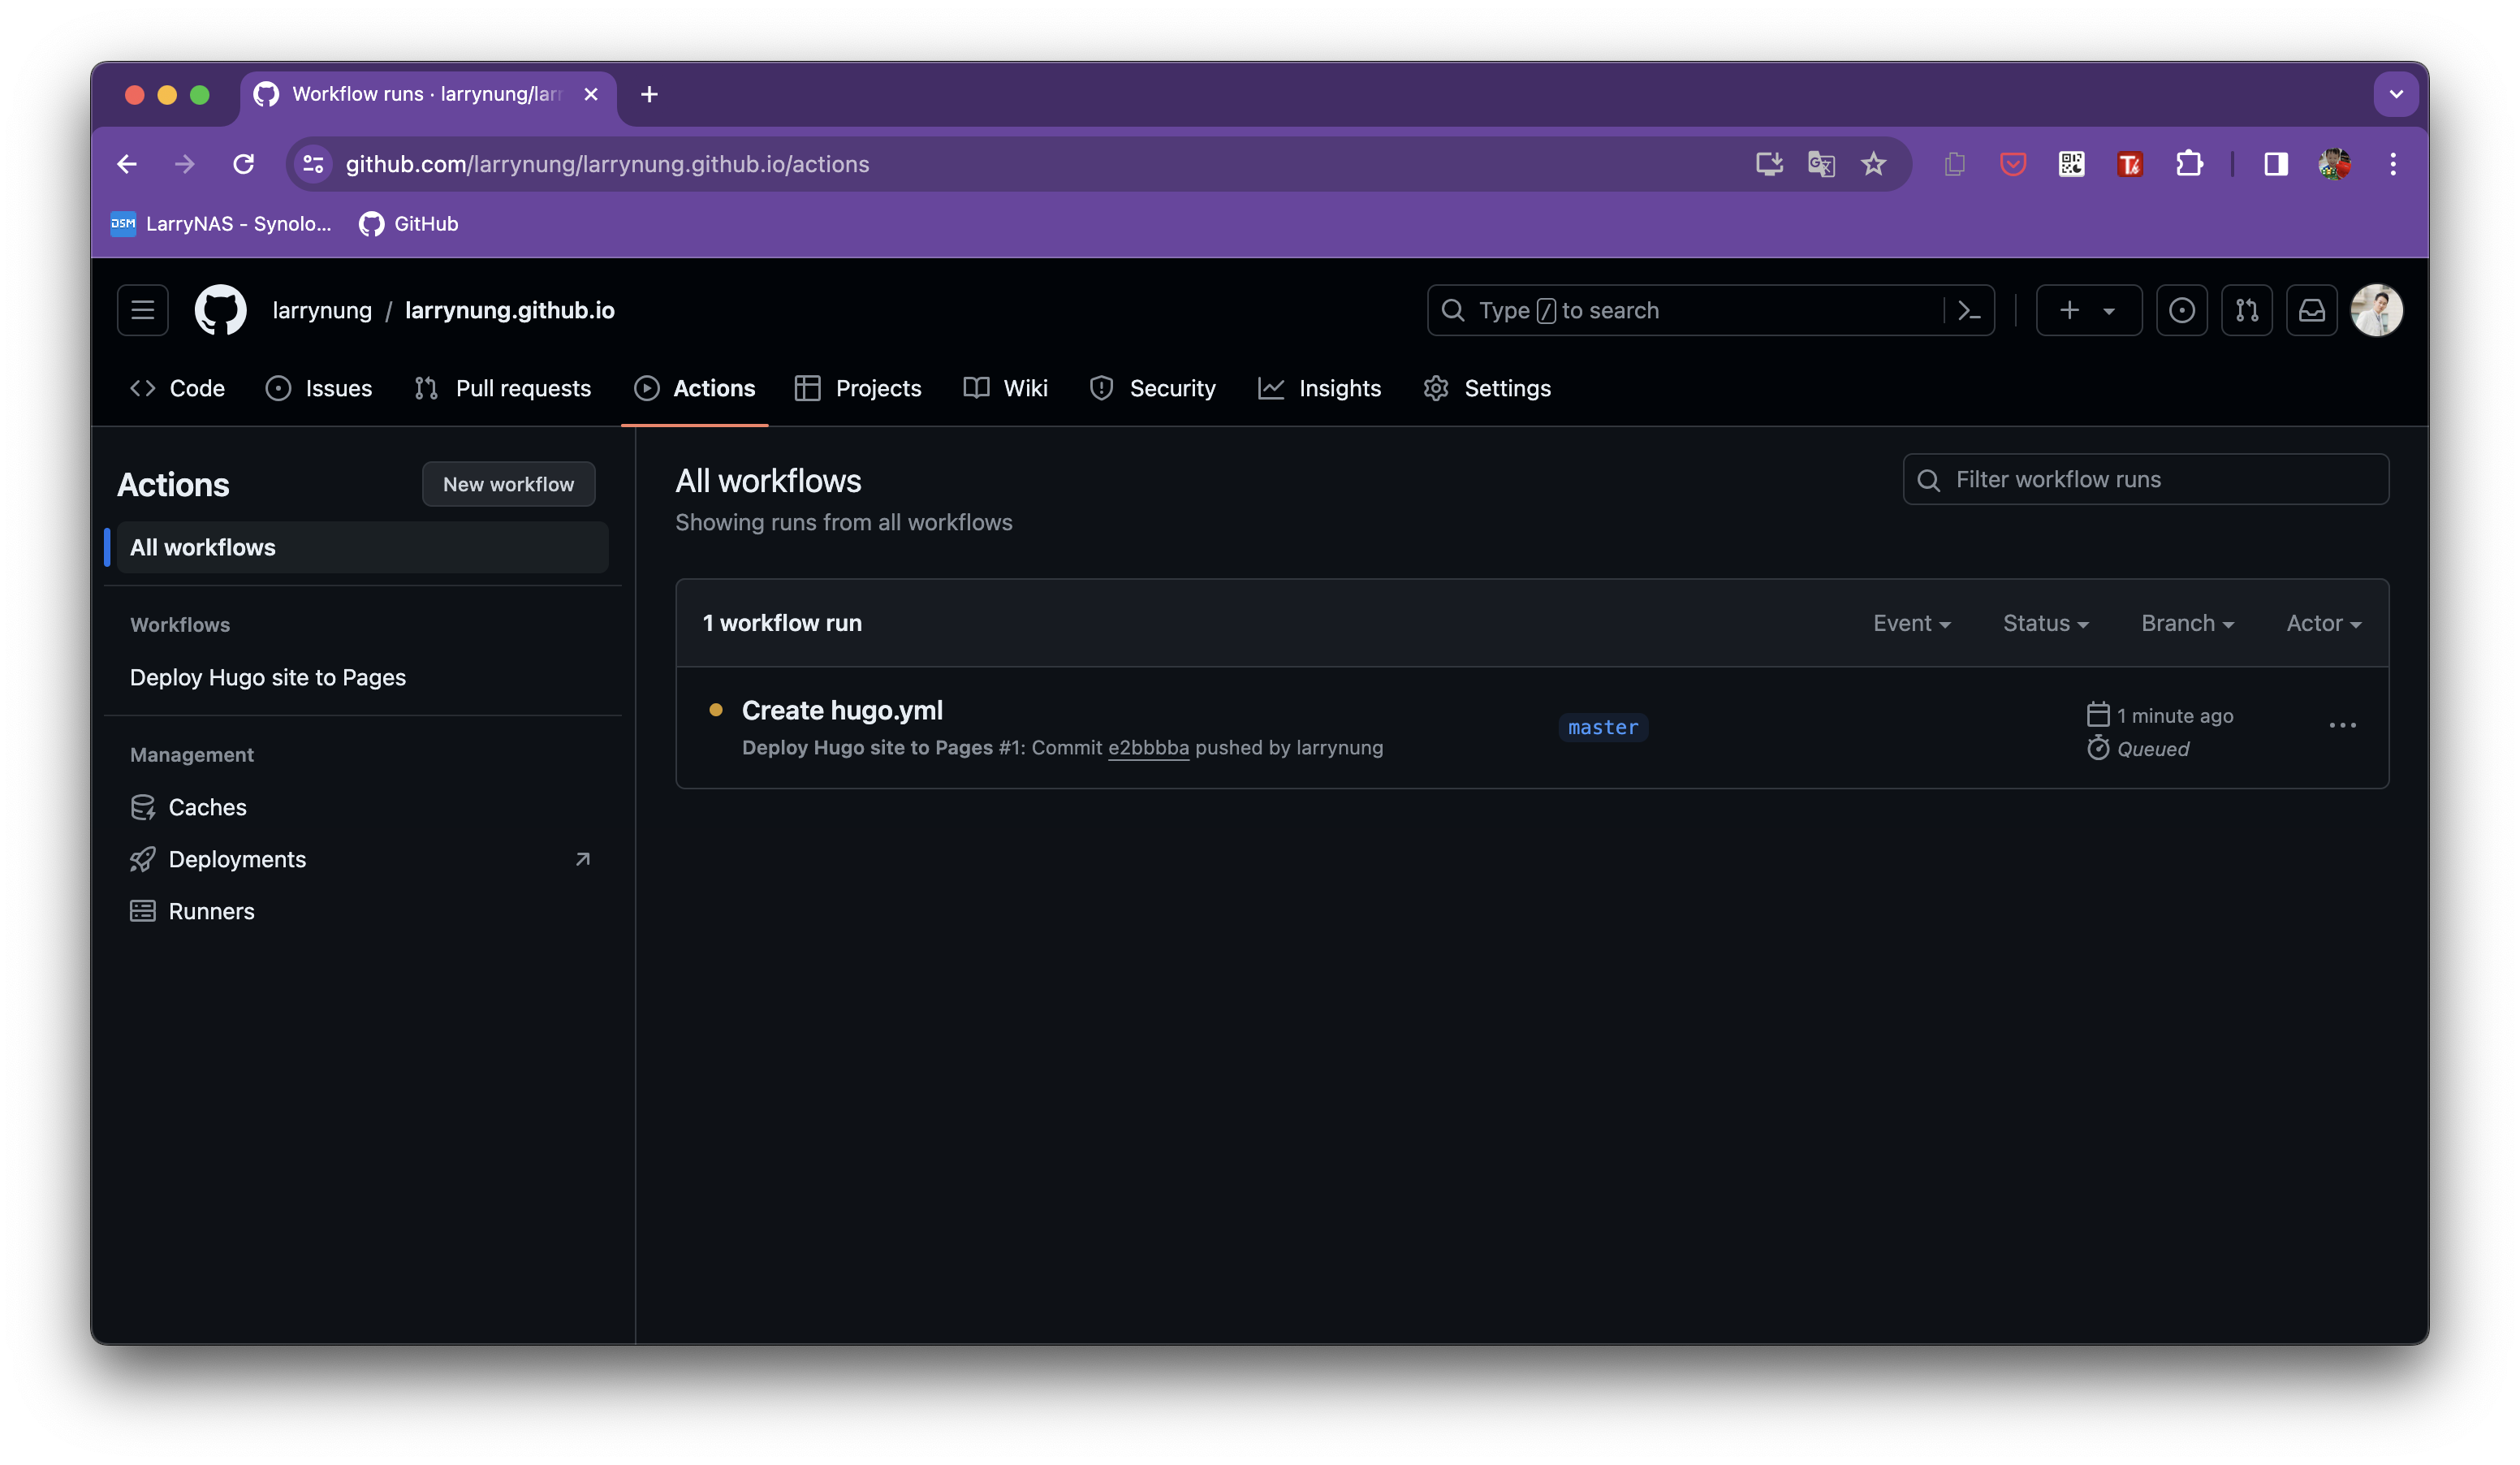 Workflow runs · larrynung/larr
github.com/larrynung/larrynung.github.io/actions
DSM LarryNAS - Synolo... GitHub
larrynung / larrynung.github.io
Type / to search
Code Issues Pull requests Actions Projects Wiki Security Insights Settings
Actions
New workflow
All workflows
Workflows
Deploy Hugo site to Pages
Management
Caches
Deployments
Runners
All workflows
Showing runs from all workflows
Filter workflow runs
1 workflow run
Event Status Branch Actor
Create hugo.yml
Deploy Hugo site to Pages #1: Commit e2bbbba pushed by larrynung
master
1 minute ago
Queued